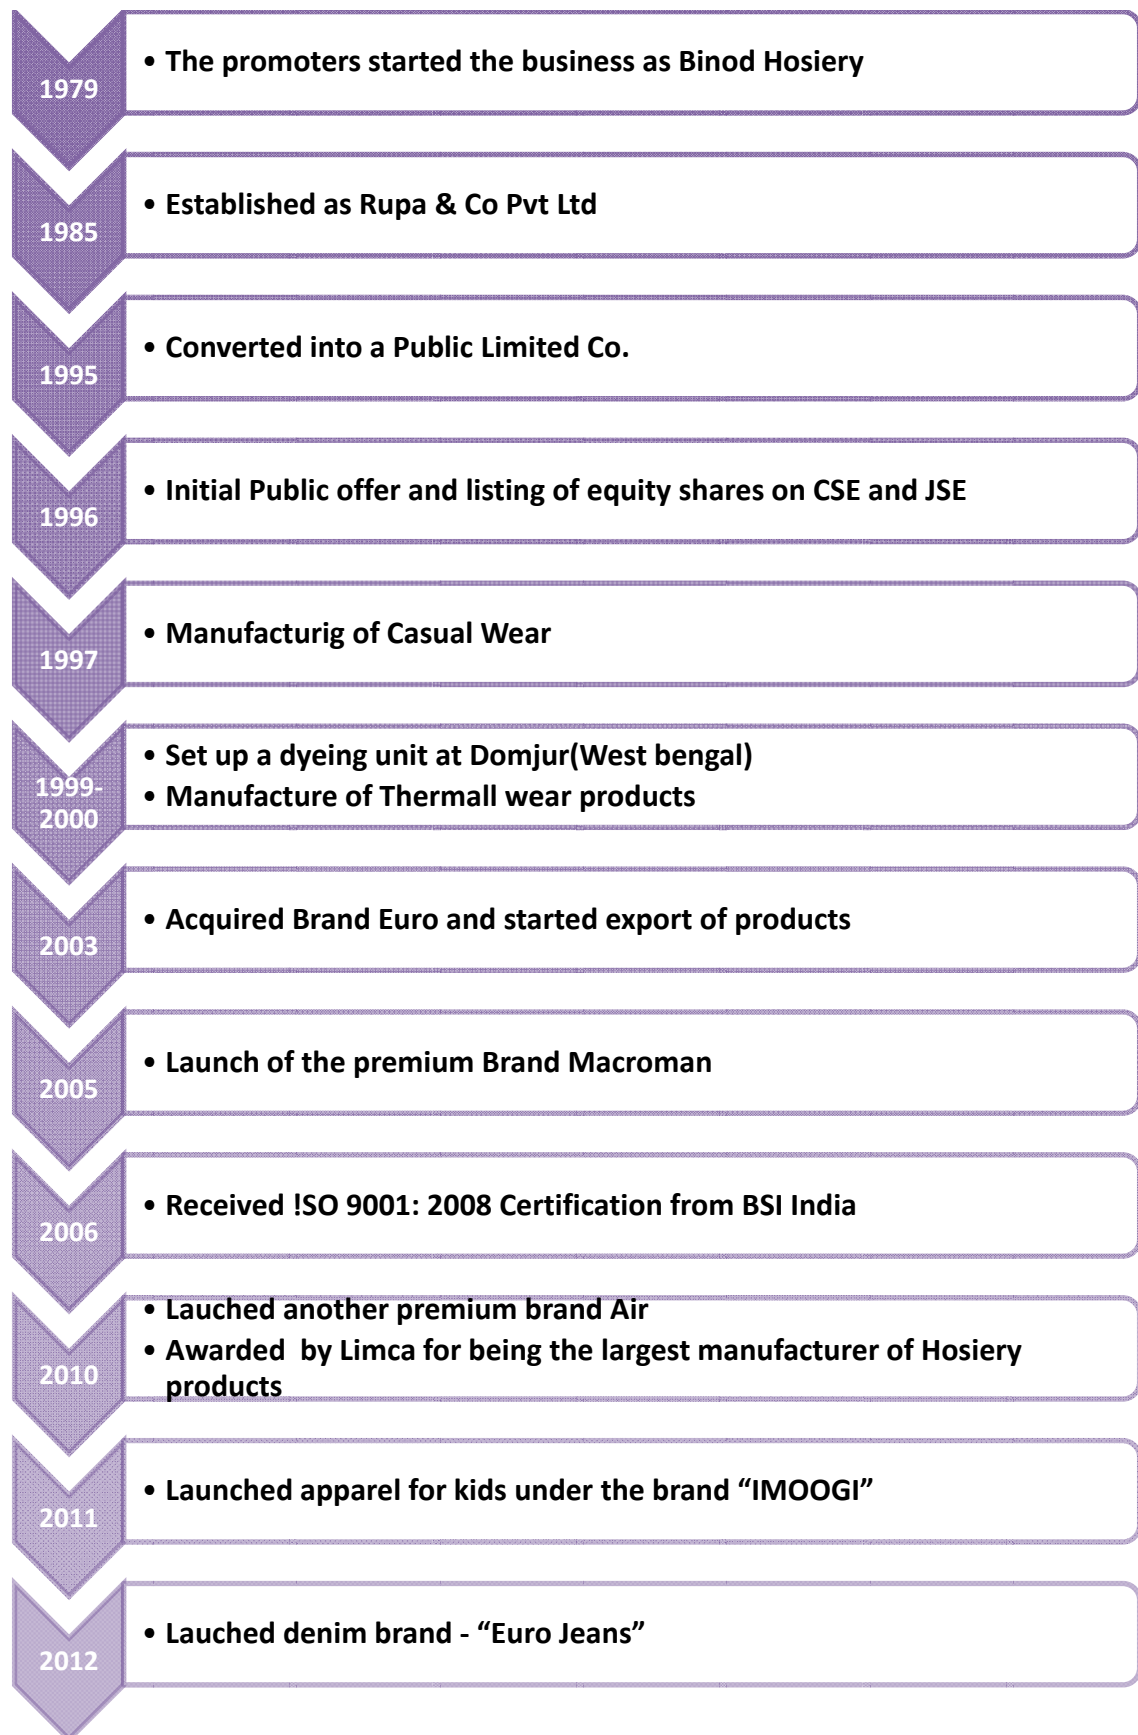 1979
• The promoters started the business as Binod Hosiery
1985
• Established as Rupa & Co Pvt Ltd
1995
• Converted into a Public Limited Co.
1996
• Initial Public offer and listing of equity shares on CSE and JSE
1997
• Manufacturig of Casual Wear
1999-
2000
• Set up a dyeing unit at Domjur(West bengal)
• Manufacture of Thermall wear products
2003
• Acquired Brand Euro and started export of products
2005
• Launch of the premium Brand Macroman
2006
• Received !SO 9001: 2008 Certification from BSI India
2010
• Lauched another premium brand Air
• Awarded  by Limca for being the largest manufacturer of Hosiery
products
2011
• Launched apparel for kids under the brand “IMOOGI”
2012
• Lauched denim brand - “Euro Jeans”